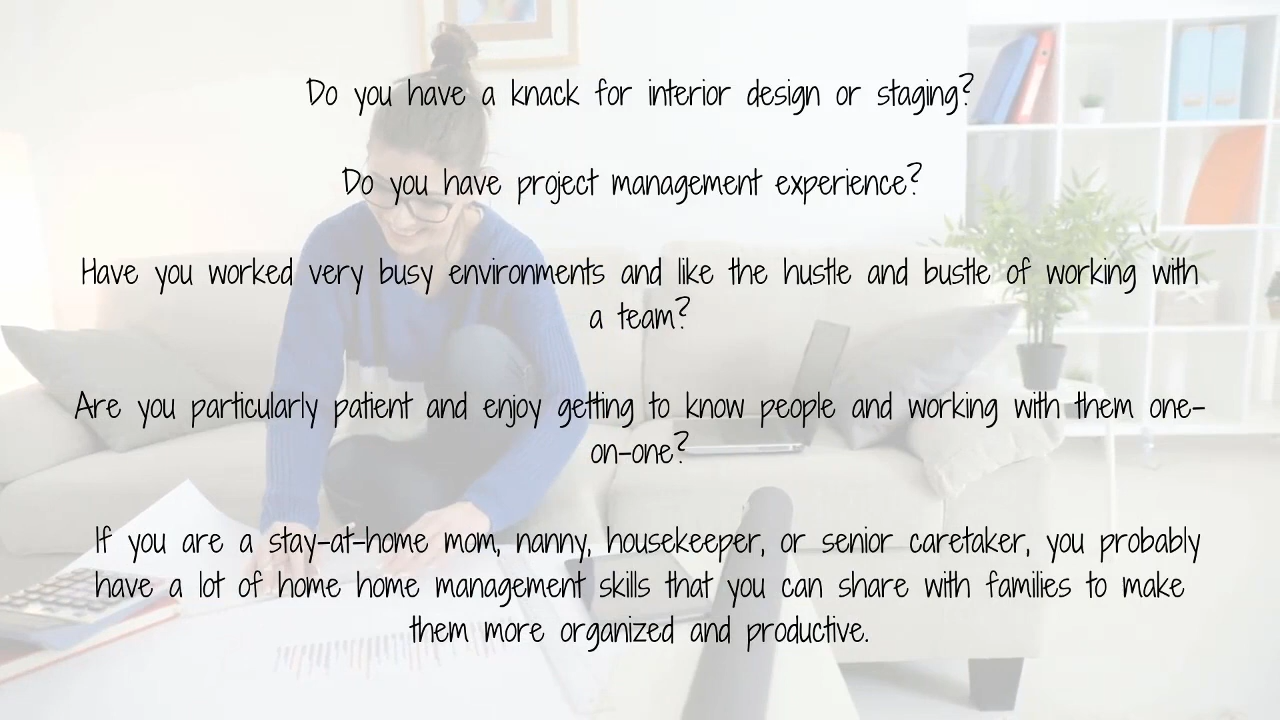 Do you have a knack for interior design or staging?
Do you have project management experience?
Have you worked very busy environments and like the hustle and bustle of working with
a team?
Are you particularly patient and enjoy getting to know people and working with them one-
on-one?
If you are a stay-at-home mom, nanny, housekeeper, or senior caretaker, you probably
have a lot of home home management skills that you can share with families to make
them more organized and productive.